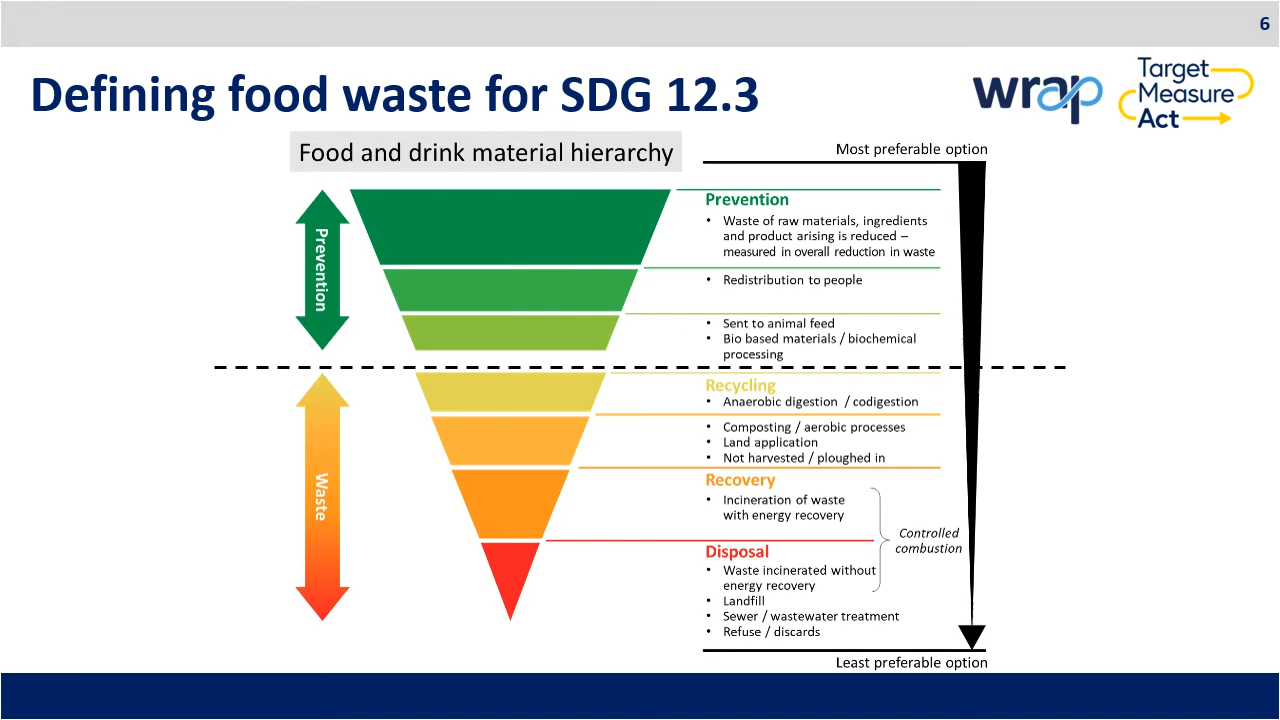 6
Defining food waste for SDG 12.3
wrap
Target
Measure
Act
Food and drink material hierarchy
Most preferable option
Prevention
Prevention
• Waste of raw materials, ingredients
and product arising is reduced –
measured in overall reduction in waste
• Redistribution to people
• Sent to animal feed
• Bio based materials / biochemical
processing
Waste
Recycling
• Anaerobic digestion / codigestion
• Composting / aerobic processes
• Land application
• Not harvested / ploughed in
Recovery
• Incineration of waste
with energy recovery
Controlled
combustion
Disposal
• Waste incinerated without
energy recovery
• Landfill
• Sewer / wastewater treatment
• Refuse / discards
Least preferable option